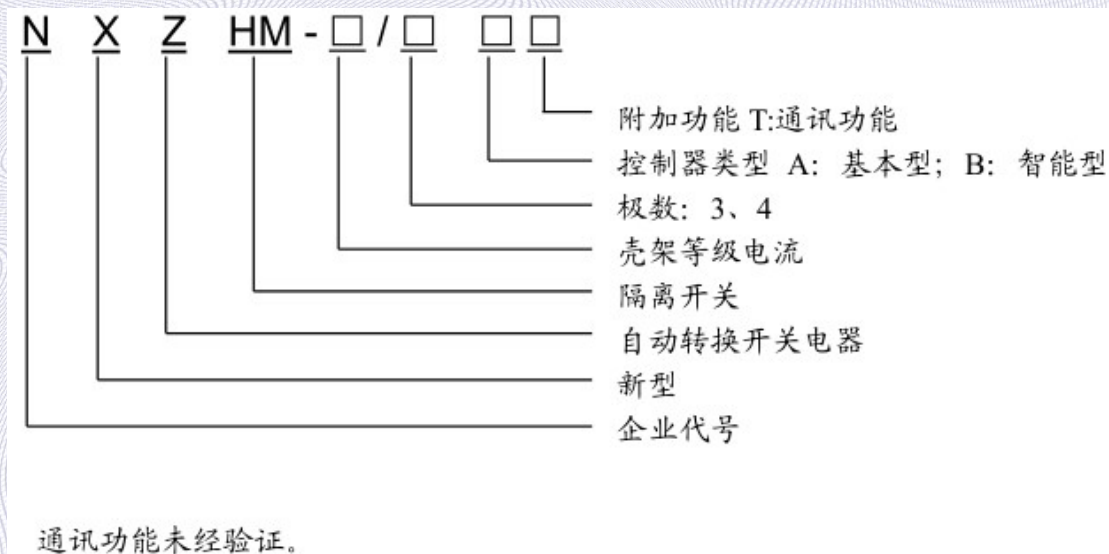 N X Z HM - □ / □ □ □
附加功能 T:通讯功能
控制器类型 A: 基本型; B: 智能型
极数: 3、4
壳架等级电流
隔离开关
自动转换开关电器
新型
企业代号
通讯功能未经验证。